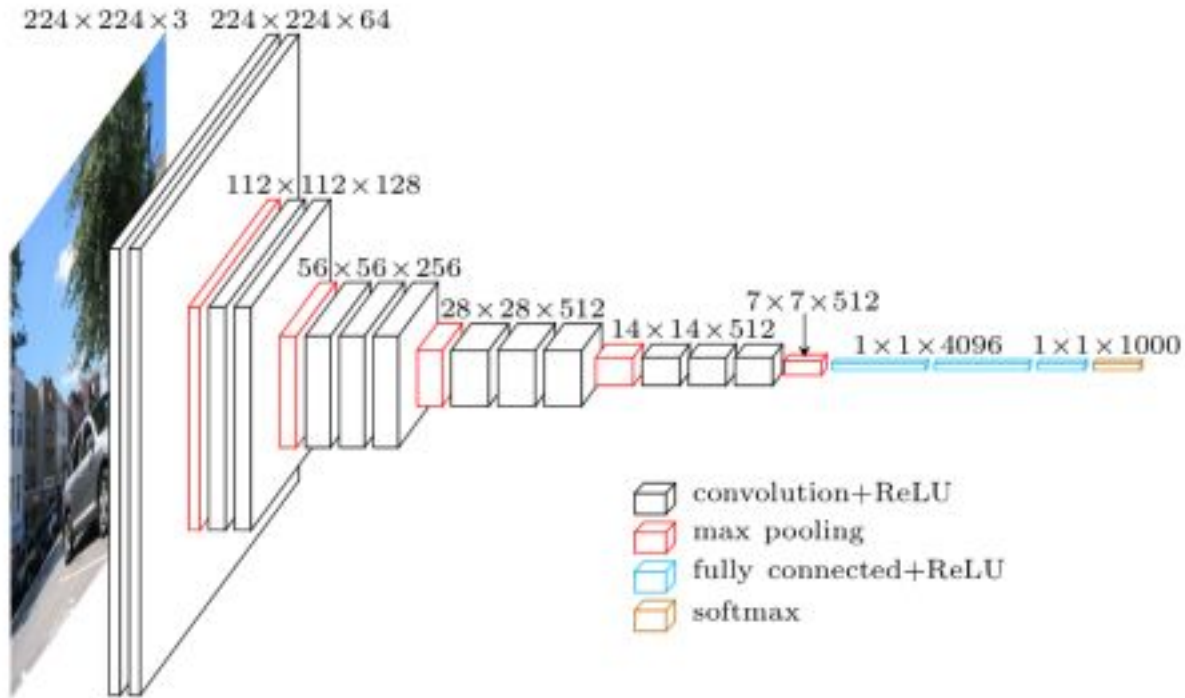 224×224×3
224×224×64
112×112×128
56×56×256
28×28×512
14×14×512
7×7×512
1×1×4096
1×1×1000
convolution+ReLU
max pooling
fully connected+ReLU
softmax